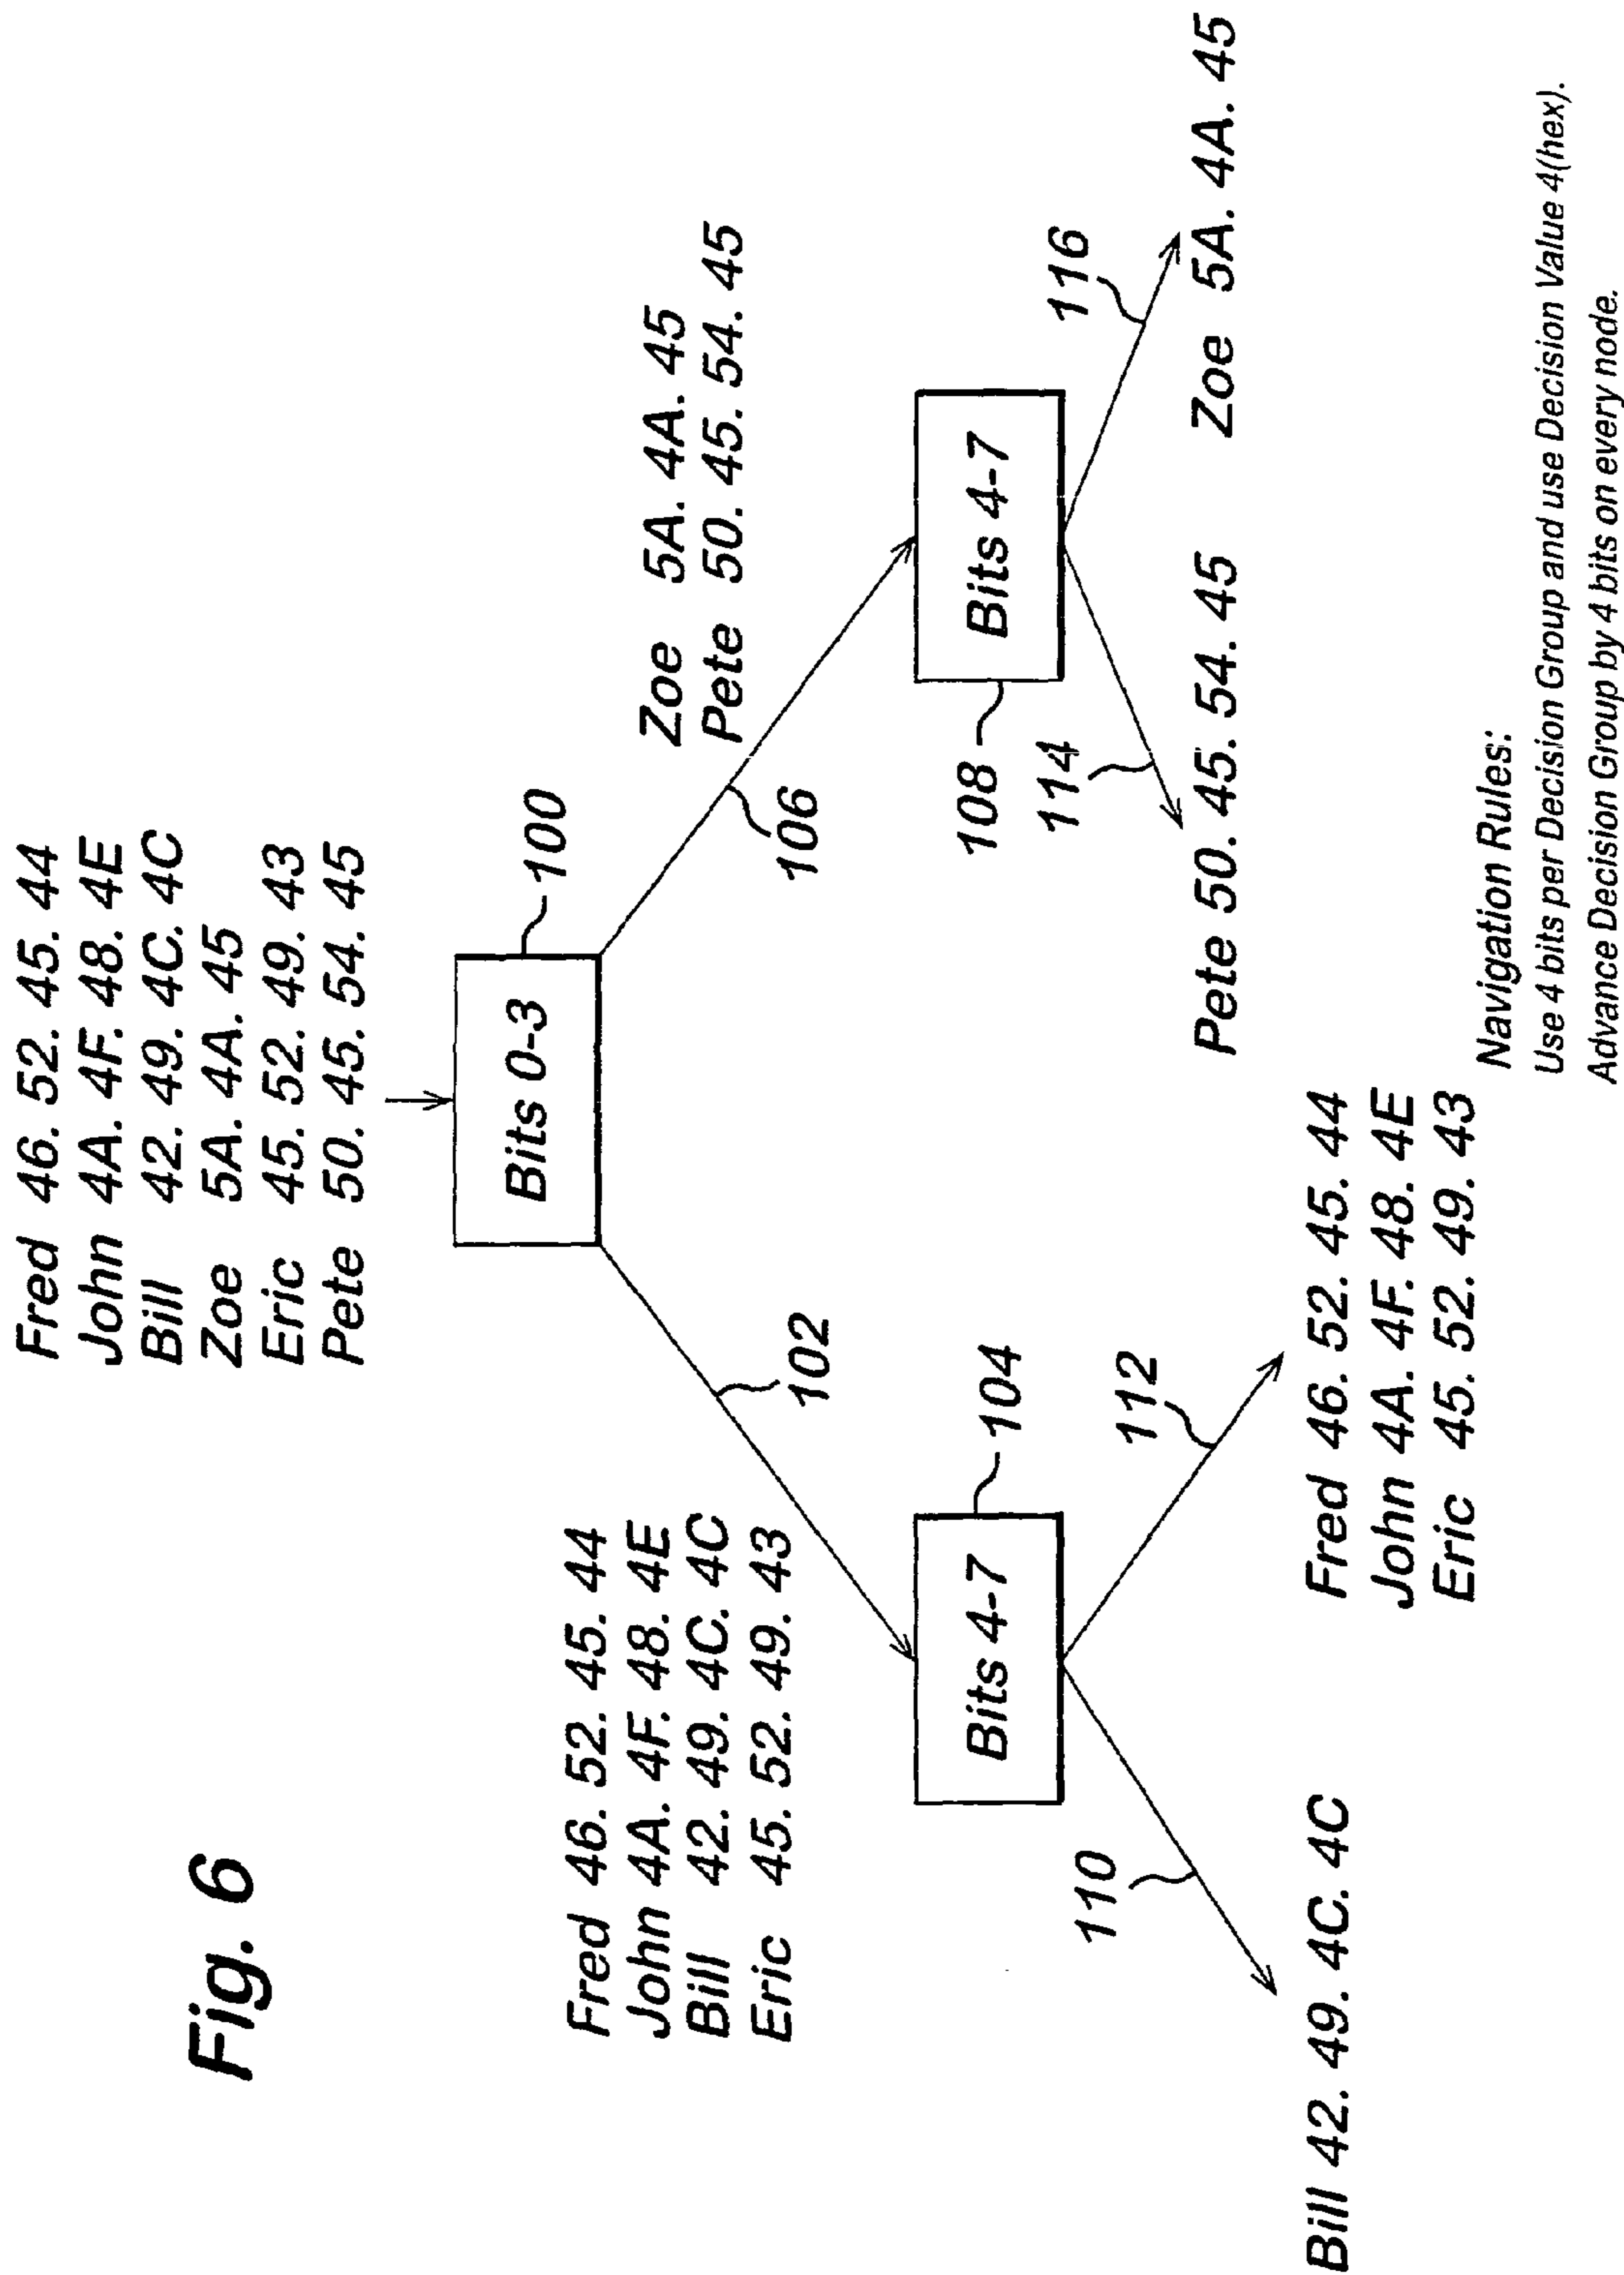 Fig. 6
Fred 46. 52. 45. 44
John 4A. 4F. 48. 4E
Bill 42. 49. 4C. 4C
Zoe 5A. 4A. 45
Eric 45. 52. 49. 43
Pete 50. 45. 54. 45
Bits 0-3
100
102
106
Fred 46. 52. 45. 44
John 4A. 4F. 48. 4E
Bill 42. 49. 4C. 4C
Eric 45. 52. 49. 43
Zoe 5A. 4A. 45
Pete 50. 45. 54. 45
Bits 4-7
104
Bits 4-7
108
110
112
114
116
Bill 42. 49. 4C. 4C
Fred 46. 52. 45. 44
John 4A. 4F. 48. 4E
Eric 45. 52. 49. 43
Pete 50. 45. 54. 45
Zoe 5A. 4A. 45
Navigation Rules:
Use 4 bits per Decision Group and use Decision Value 4(hex).
Advance Decision Group by 4 bits on every node.